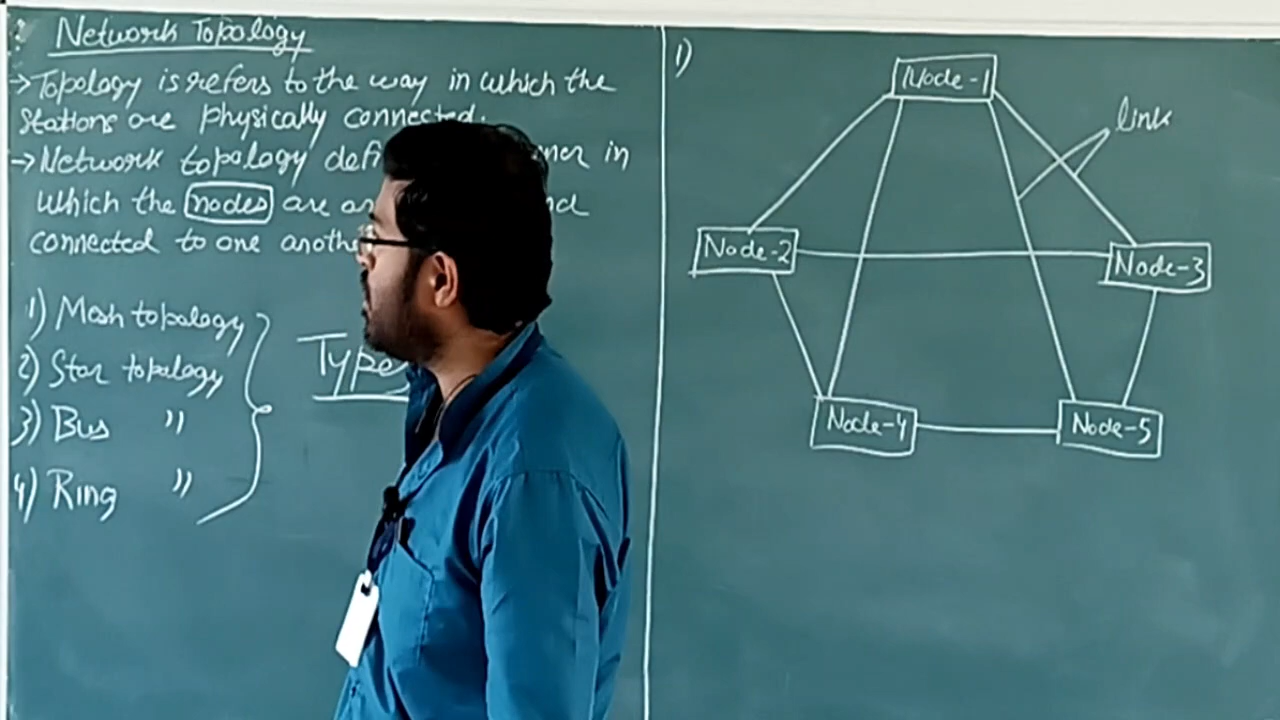 Network Topology
→ Topology is refers to the way in which the
Stations are physically connected.
→ Network topology in
which the nodes are
connected to one
1) Mesh topology
2) Star topology
3) Bus "
4) Ring "
Type
1)
Node-1
link
Node-2
Node-3
Node-4
Node-5